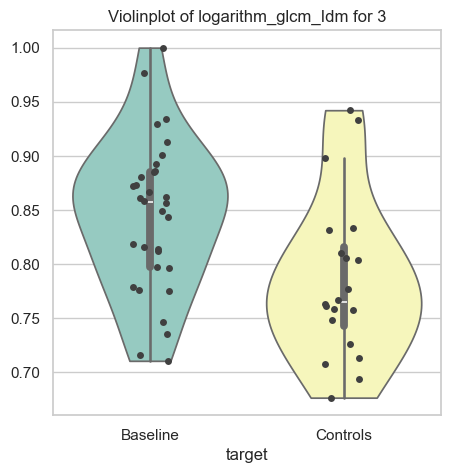 Violinplot of logarithm_glcm_Idm for 3
1.00
0.95
0.90
0.85
0.80
0.75
0.70
Baseline
Controls
target